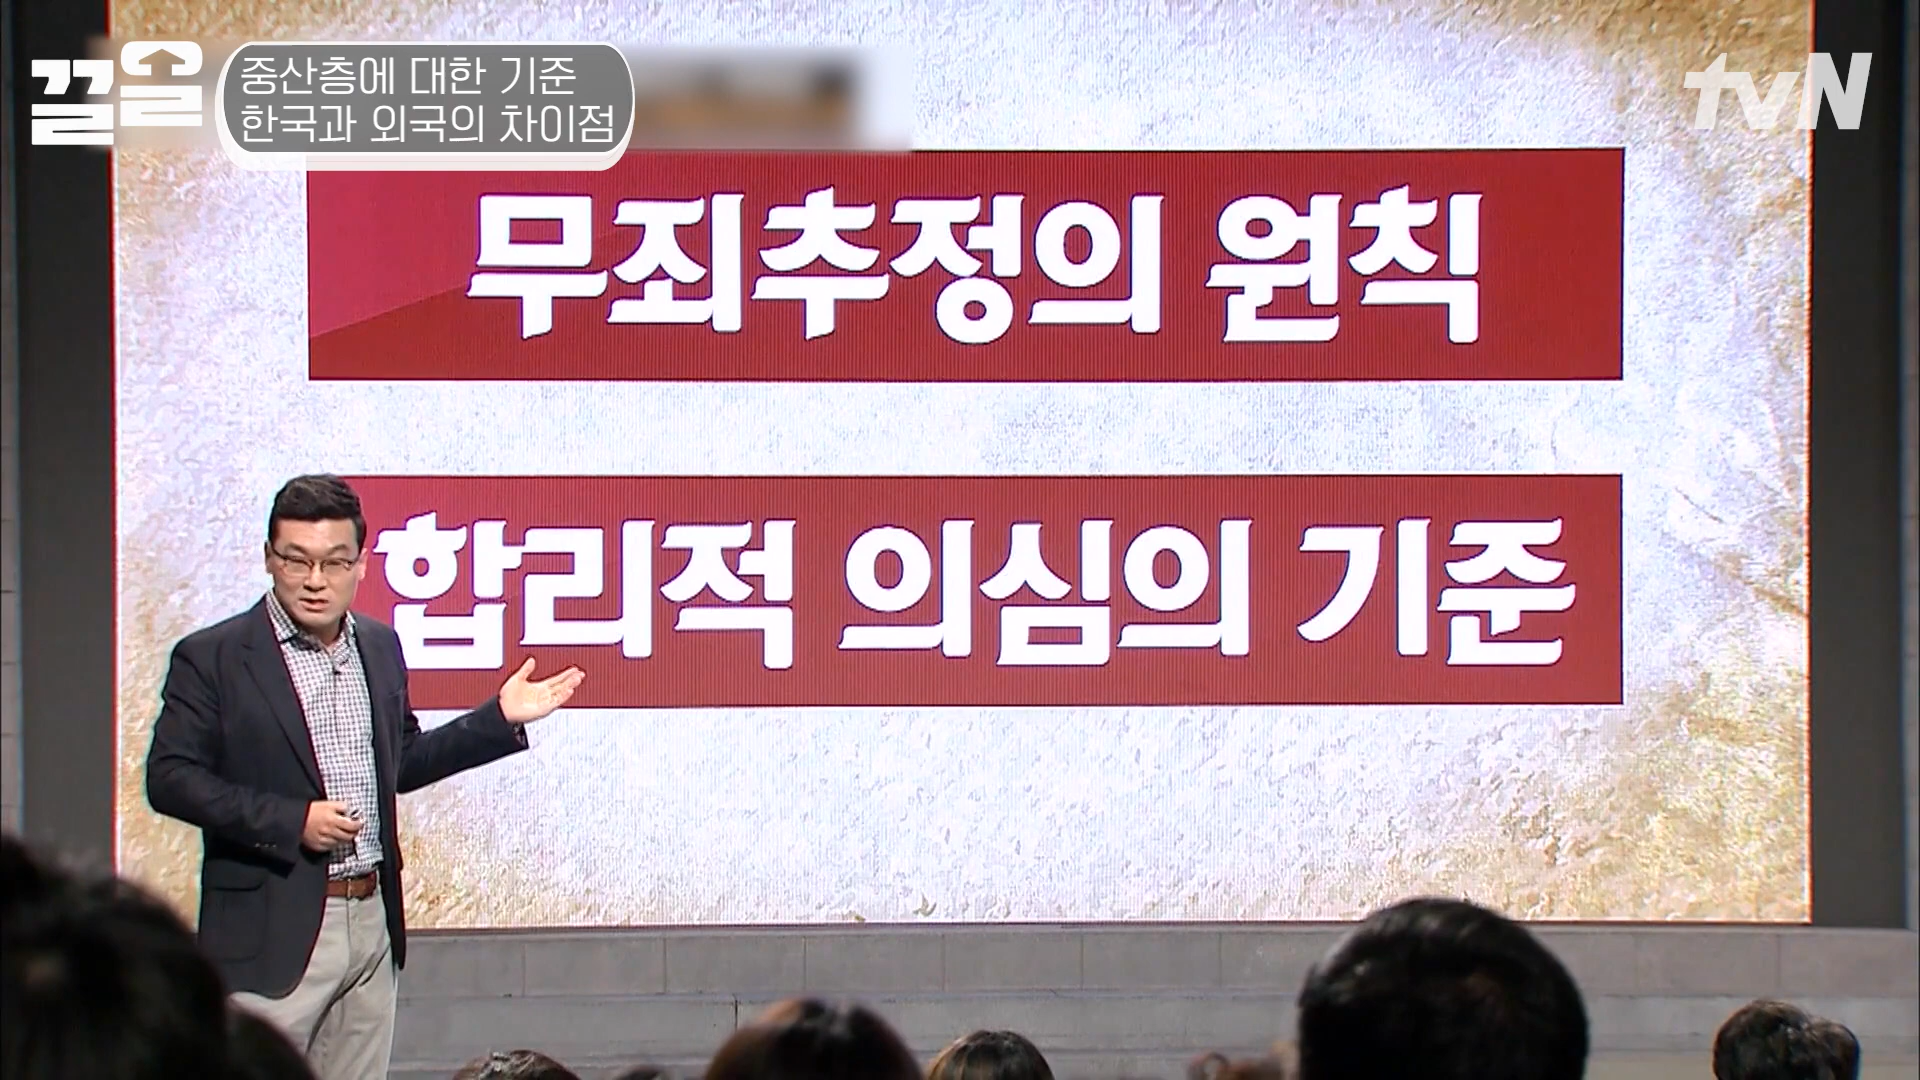 끌올
중산층에 대한 기준
한국과 외국의 차이점
tvN
무죄추정의 원칙
합리적 의심의 기준